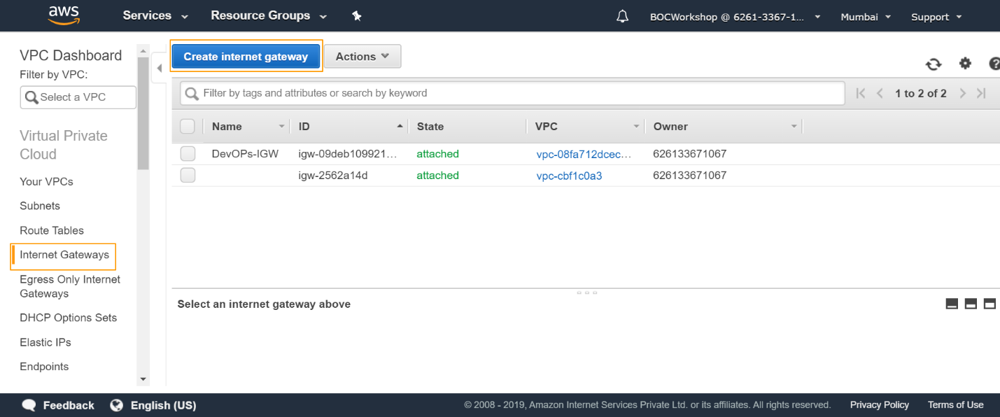 aws Services Resource Groups BOCWorkshop @ 6261-3367-1... Mumbai Support
VPC Dashboard
Filter by VPC:
Select a VPC
Virtual Private
Cloud
Your VPCs
Subnets
Route Tables
Internet Gateways
Egress Only Internet
Gateways
DHCP Options Sets
Elastic IPs
Endpoints
Create internet gateway Actions
Filter by tags and attributes or search by keyword 1 to 2 of 2
Name ID State VPC Owner
DevOPs-IGW igw-09deb109921... attached vpc-08fa712dcec... 626133671067
igw-2562a14d attached vpc-cbf1c0a3 626133671067
Select an internet gateway above
Feedback English (US) © 2008 - 2019, Amazon Internet Services Private Ltd. or its affiliates. All rights reserved. Privacy Policy Terms of Use